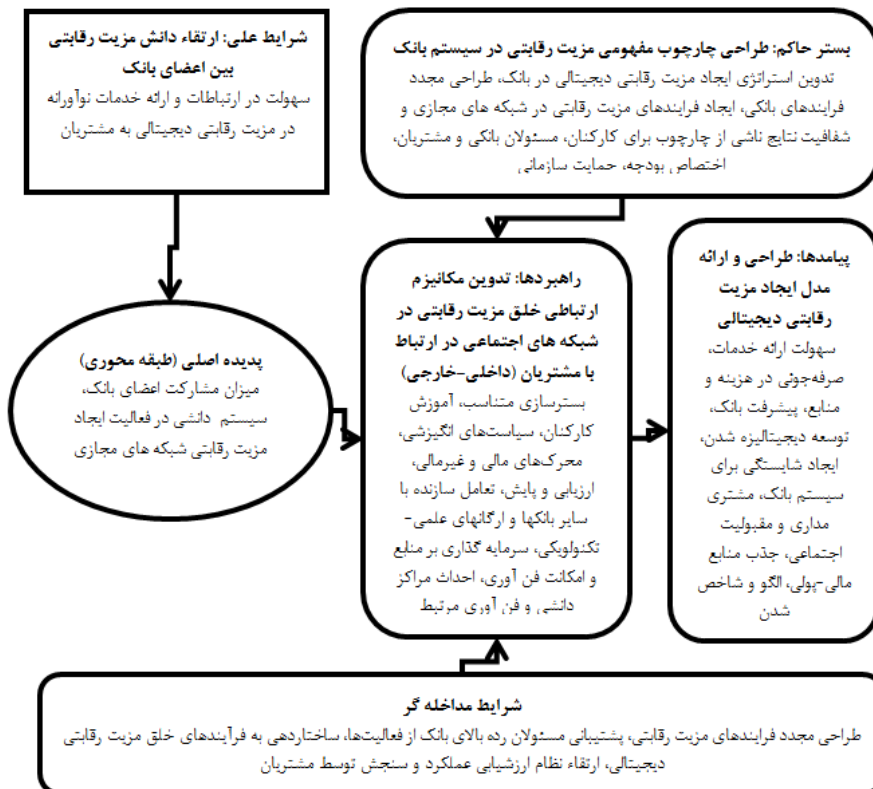 شرایط علی: ارتقاء دانش مزیت رقابتی
بین اعضای بانک
سهولت در ارتباطات و ارائه خدمات نوآورانه
در مزیت رقابتی دیجیتالی به مشتریان
بستر حاکم: طراحی چارچوب مفهومی مزیت رقابتی در سیستم بانک
تدوین استراتژی ایجاد مزیت رقابتی دیجیتالی در بانک، طراحی مجدد
فرایندهای بانکی، ایجاد فرایندهای مزیت رقابتی در شبکه های مجازی و
شفافیت نتایج ناشی از چارچوب برای کارکنان، مسئولان بانکی و مشتریان،
اختصاص بودجه، حمایت سازمانی
پدیده اصلی (طبقه محوری)
میزان مشارکت اعضای بانک،
سیستم دانشی در فعالیت ایجاد
مزیت رقابتی شبکه های مجازی
راهبردها: تدوین مکانیزم
ارتباطی خلق مزیت رقابتی در
شبکه های اجتماعی در ارتباط
با مشتریان (داخلی-خارجی)
بسترسازی متناسب، آموزش
کارکنان، سیاست‌های انگیزشی،
محرک‌های مالی و غیرمالی،
ارزیابی و پایش، تعامل سازنده با
سایر بانکها و ارگانهای علمی-
تکنولویکی، سرمایه گذاری بر منابع
و امکانت فن آوری، احداث مراکز
دانشی و فن آوری مرتبط
پیامدها: طراحی و ارائه
مدل ایجاد مزیت
رقابتی دیجیتالی
سهولت ارائه خدمات،
صرفه‌جوئی در هزینه و
منابع، پیشرفت بانک،
توسعه دیجیتالیزه شدن،
ایجاد شایستگی برای
سیستم بانک، مشتری
مداری و مقبولیت
اجتماعی، جذب منابع
مالی-پولی، الگو و شاخص
شدن
شرایط مداخله گر
طراحی مجدد فرایندهای مزیت رقابتی، پشتیبانی مسئولان رده بالای بانک از فعالیت‌ها، ساختاردهی به فرآیندهای خلق مزیت رقابتی
دیجیتالی، ارتقاء نظام ارزشیابی عملکرد و سنجش توسط مشتریان